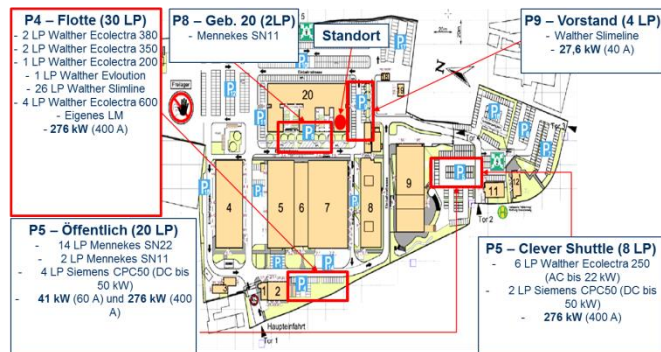 P4 – Flotte (30 LP)
- 2 LP Walther Ecolectra 380
- 2 LP Walther Ecolectra 350
- 1 LP Walther Ecolectra 200
- 1 LP Walther Evloution
- 26 LP Walther Slimline
- 4 LP Walther Ecolectra 600
- Eigenes LM
- 276 kW (400 A)
P8 – Geb. 20 (2LP)
- Mennekes SN11
Standort
P9 – Vorstand (4 LP)
- Walther Slimeline
- 27,6 kW (40 A)
Freilager
20
19
4
5
6
7
8
9
11
12
1
2
Tor 3
Tor 2
Haupteinfahrt
Tor 1
P5 – Öffentlich (20 LP)
- 14 LP Mennekes SN22
- 2 LP Mennekes SN11
- 4 LP Siemens CPC50 (DC bis
50 kW)
- 41 kW (60 A) und 276 kW (400
A)
P5 – Clever Shuttle (8 LP)
- 6 LP Walther Ecolectra 250
(AC bis 22 kW)
- 2 LP Siemens CPC50 (DC bis
50 kW)
- 276 kW (400 A)